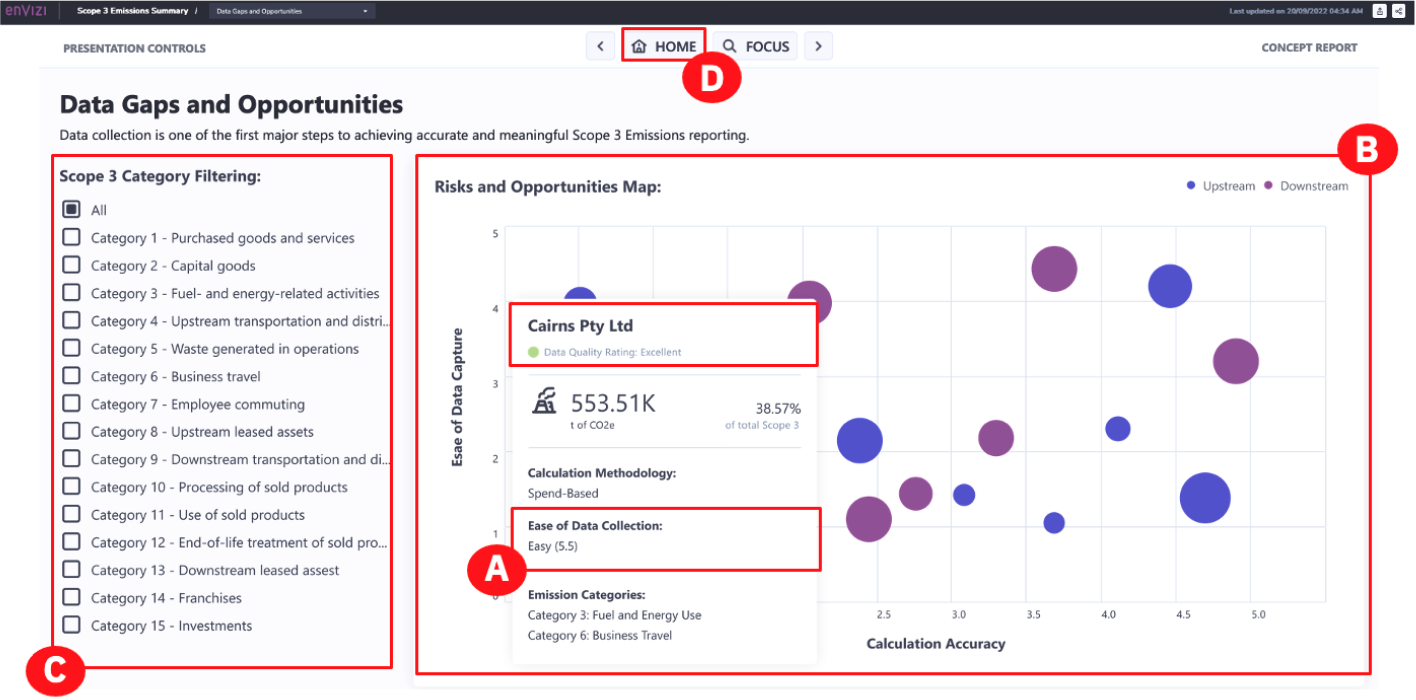 enVIZI Scope 3 Emissions Summary / Data Gaps and Opportunities Last updated on 20/09/2022 04:34 AM
PRESENTATION CONTROLS HOME FOCUS CONCEPT REPORT
D
Data Gaps and Opportunities
Data collection is one of the first major steps to achieving accurate and meaningful Scope 3 Emissions reporting.
B
Scope 3 Category Filtering:
All
Category 1 - Purchased goods and services
Category 2 - Capital goods
Category 3 - Fuel- and energy-related activities
Category 4 - Upstream transportation and distri...
Category 5 - Waste generated in operations
Category 6 - Business travel
Category 7 - Employee commuting
Category 8 - Upstream leased assets
Category 9 - Downstream transportation and di...
Category 10 - Processing of sold products
Category 11 - Use of sold products
Category 12 - End-of-life treatment of sold pro...
Category 13 - Downstream leased assest
Category 14 - Franchises
Category 15 - Investments
C
Risks and Opportunities Map:
Upstream Downstream
Esae of Data Capture
5
4
3
2
1
0
Cairns Pty Ltd
Data Quality Rating: Excellent
553.51K 38.57%
t of CO2e of total Scope 3
Calculation Methodology:
Spend-Based
Ease of Data Collection:
Easy (5.5)
A
Emission Categories:
Category 3: Fuel and Energy Use
Category 6: Business Travel
2.5 3.0 3.5 4.0 4.5 5.0
Calculation Accuracy